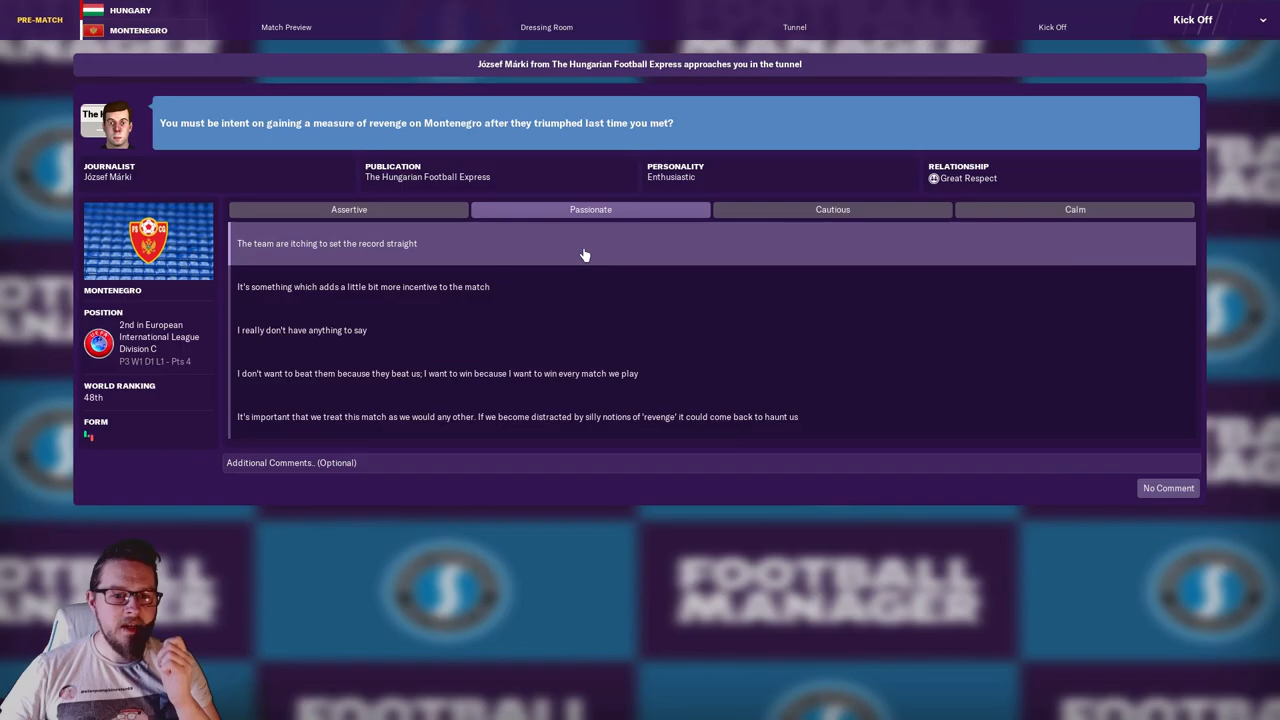 PRE-MATCH
HUNGARY
MONTENEGRO
Match Preview
Dressing Room
Tunnel
Kick Off
Kick Off
József Márki from The Hungarian Football Express approaches you in the tunnel
The H
You must be intent on gaining a measure of revenge on Montenegro after they triumphed last time you met?
JOURNALIST
József Márki
PUBLICATION
The Hungarian Football Express
PERSONALITY
Enthusiastic
RELATIONSHIP
Great Respect
Assertive
Passionate
Cautious
Calm
MONTENEGRO
POSITION
2nd in European
International League
Division C
P3 W1 D1 L1 - Pts 4
WORLD RANKING
48th
FORM
The team are itching to set the record straight
It's something which adds a little bit more incentive to the match
I really don't have anything to say
I don't want to beat them because they beat us; I want to win because I want to win every match we play
It's important that we treat this match as we would any other. If we become distracted by silly notions of 'revenge' it could come back to haunt us
Additional Comments.. (Optional)
No Comment
FOOTBALL
MANAGER